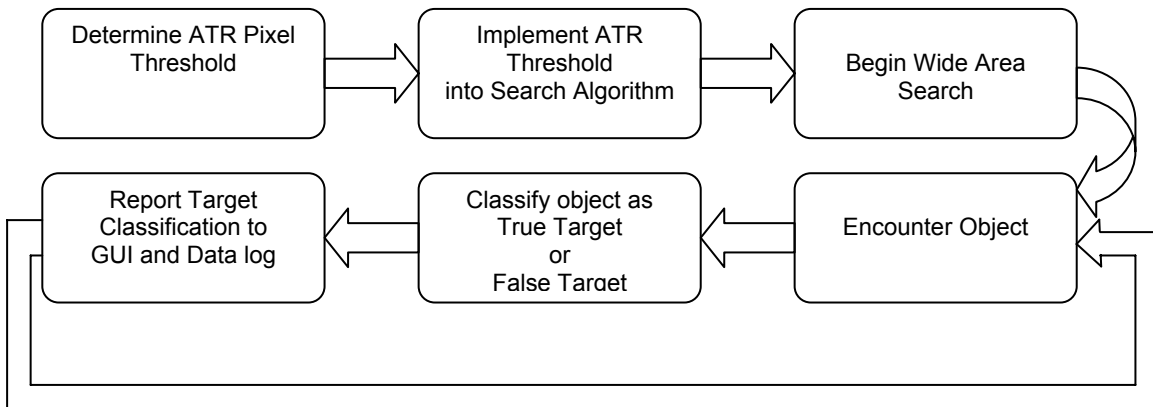 Determine ATR Pixel
Threshold
Implement ATR
Threshold
into Search Algorithm
Begin Wide Area
Search
Report Target
Classification to
GUI and Data log
Classify object as
True Target
or
False Target
Encounter Object